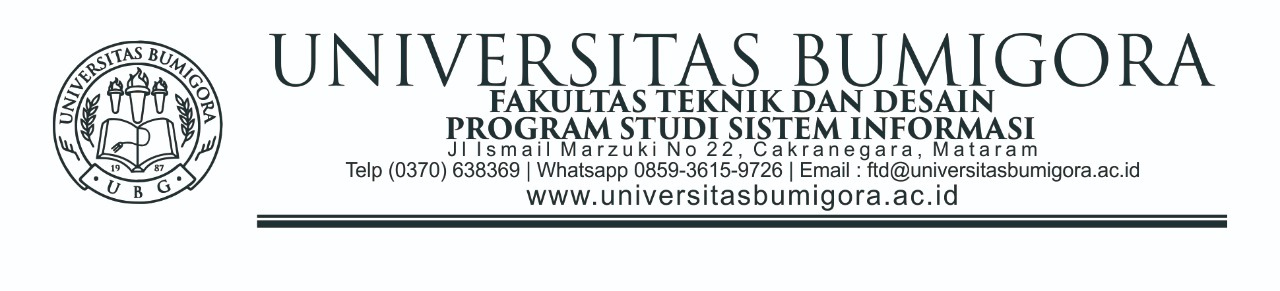 UNIVERSITAS BUMIGORA
19 87
U B G
UNIVERSITAS BUMIGORA
FAKULTAS TEKNIK DAN DESAIN
PROGRAM STUDI SISTEM INFORMASI
Jl Ismail Marzuki No 22, Cakranegara, Mataram
Telp (0370) 638369 | Whatsapp 0859-3615-9726 | Email : ftd@universitasbumigora.ac.id
www.universitasbumigora.ac.id